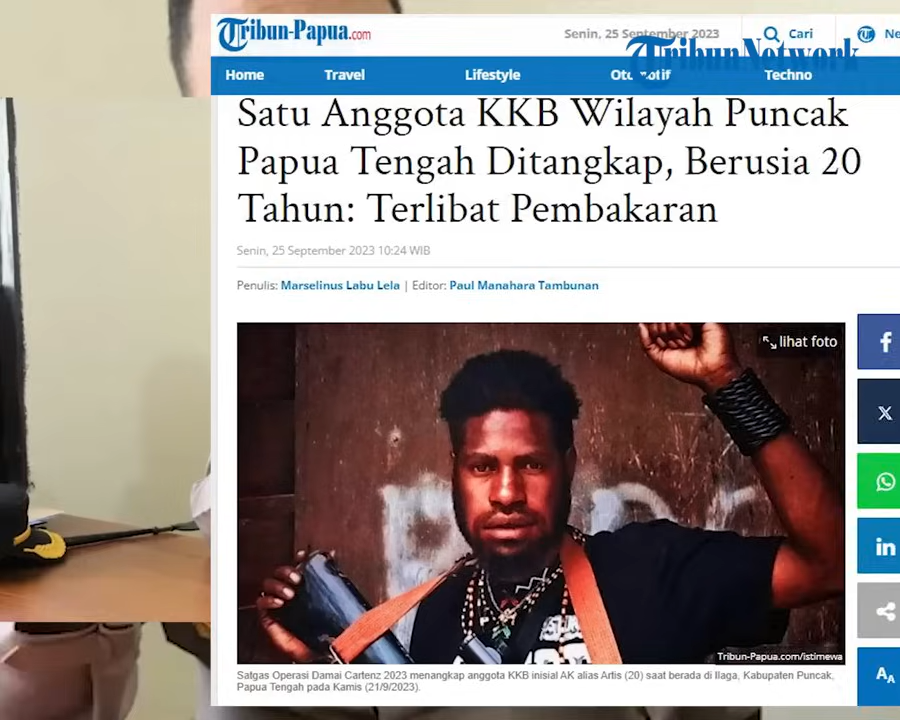 Tribun-Papua.com
Senin, 25 September 2023
Cari
Ne
TribunNetwork
Home
Travel
Lifestyle
Otomotif
Techno
Satu Anggota KKB Wilayah Puncak
Papua Tengah Ditangkap, Berusia 20
Tahun: Terlibat Pembakaran
Senin, 25 September 2023 10:24 WIB
Penulis: Marselinus Labu Lela | Editor: Paul Manahara Tambunan
lihat foto
Tribun-Papua.com/istimewa
Satgas Operasi Damai Cartenz 2023 menangkap anggota KKB inisial AK alias Artis (20) saat berada di Ilaga, Kabupaten Puncak,
Papua Tengah pada Kamis (21/9/2023).